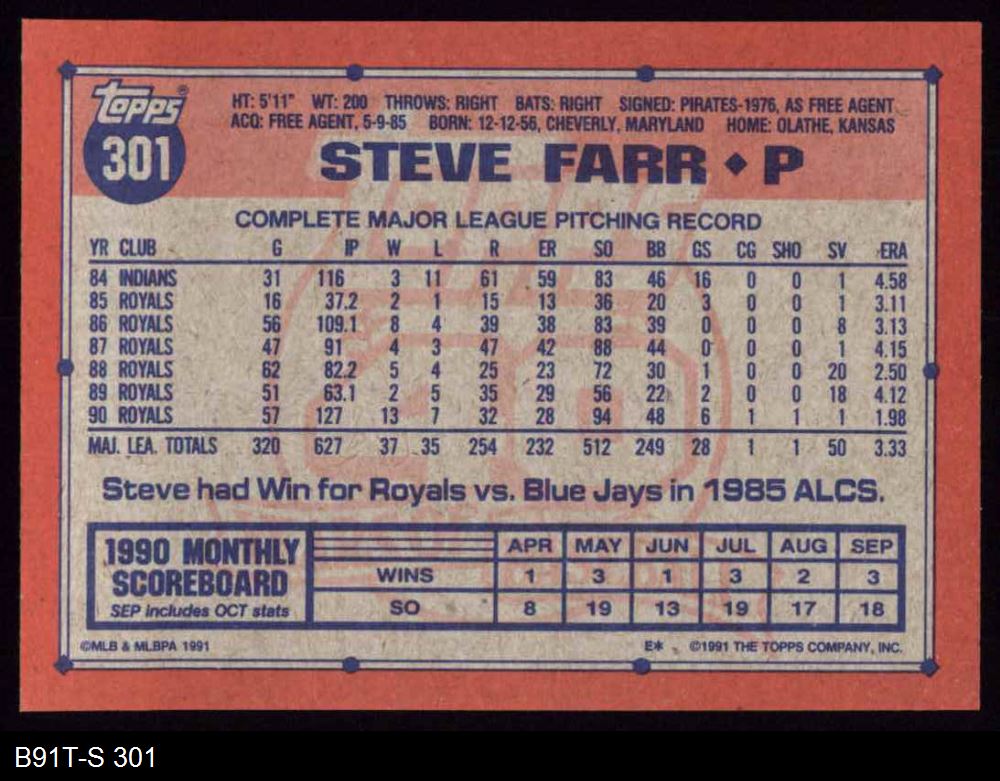 topps®
301
HT: 5'11" WT: 200 THROWS: RIGHT BATS: RIGHT SIGNED: PIRATES-1976, AS FREE AGENT
ACQ: FREE AGENT, 5-9-85 BORN: 12-12-56, CHEVERLY, MARYLAND HOME: OLATHE, KANSAS
STEVE FARR ◆ P
COMPLETE MAJOR LEAGUE PITCHING RECORD
YR CLUB G IP W L R ER SO BB GS CG SHO SV ERA
84 INDIANS 31 116 3 11 61 59 83 46 16 0 0 1 4.58
85 ROYALS 16 37.2 2 1 15 13 36 20 3 0 0 1 3.11
86 ROYALS 56 109.1 8 4 39 38 83 39 0 0 0 8 3.13
87 ROYALS 47 91 4 3 47 42 88 44 0 0 0 1 4.15
88 ROYALS 62 82.2 5 4 25 23 72 30 1 0 0 20 2.50
89 ROYALS 51 63.1 2 5 35 29 56 22 2 0 0 18 4.12
90 ROYALS 57 127 13 7 32 28 94 48 6 1 1 1 1.98
MAJ. LEA. TOTALS 320 627 37 35 254 232 512 249 28 1 1 50 3.33
Steve had Win for Royals vs. Blue Jays in 1985 ALCS.
1990 MONTHLY
SCOREBOARD
SEP includes OCT stats
APR MAY JUN JUL AUG SEP
WINS 1 3 1 3 2 3
SO 8 19 13 19 17 18
©MLB & MLBPA 1991 E* ©1991 THE TOPPS COMPANY, INC.
B91T-S 301